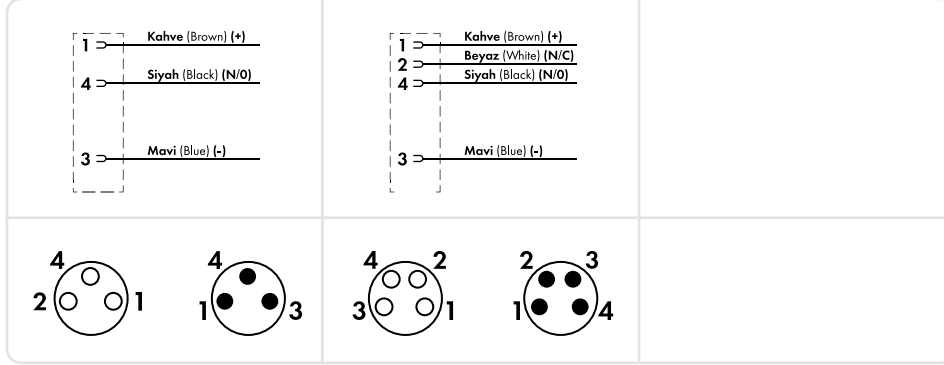 1 Kahve (Brown) (+)
4 Siyah (Black) (N/0)
3 Mavi (Blue) (-)
1 Kahve (Brown) (+)
2 Beyaz (White) (N/C)
4 Siyah (Black) (N/0)
3 Mavi (Blue) (-)
4
2 1
4
1 3
4 2
3 1
2 3
1 4